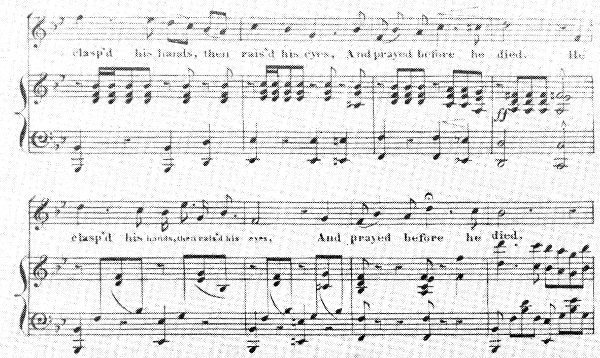 clasp'd his hands, then rais'd his eyes, And prayed before he died. He
ff
clasp'd his hands, then rais'd his eyes, And prayed before he died,